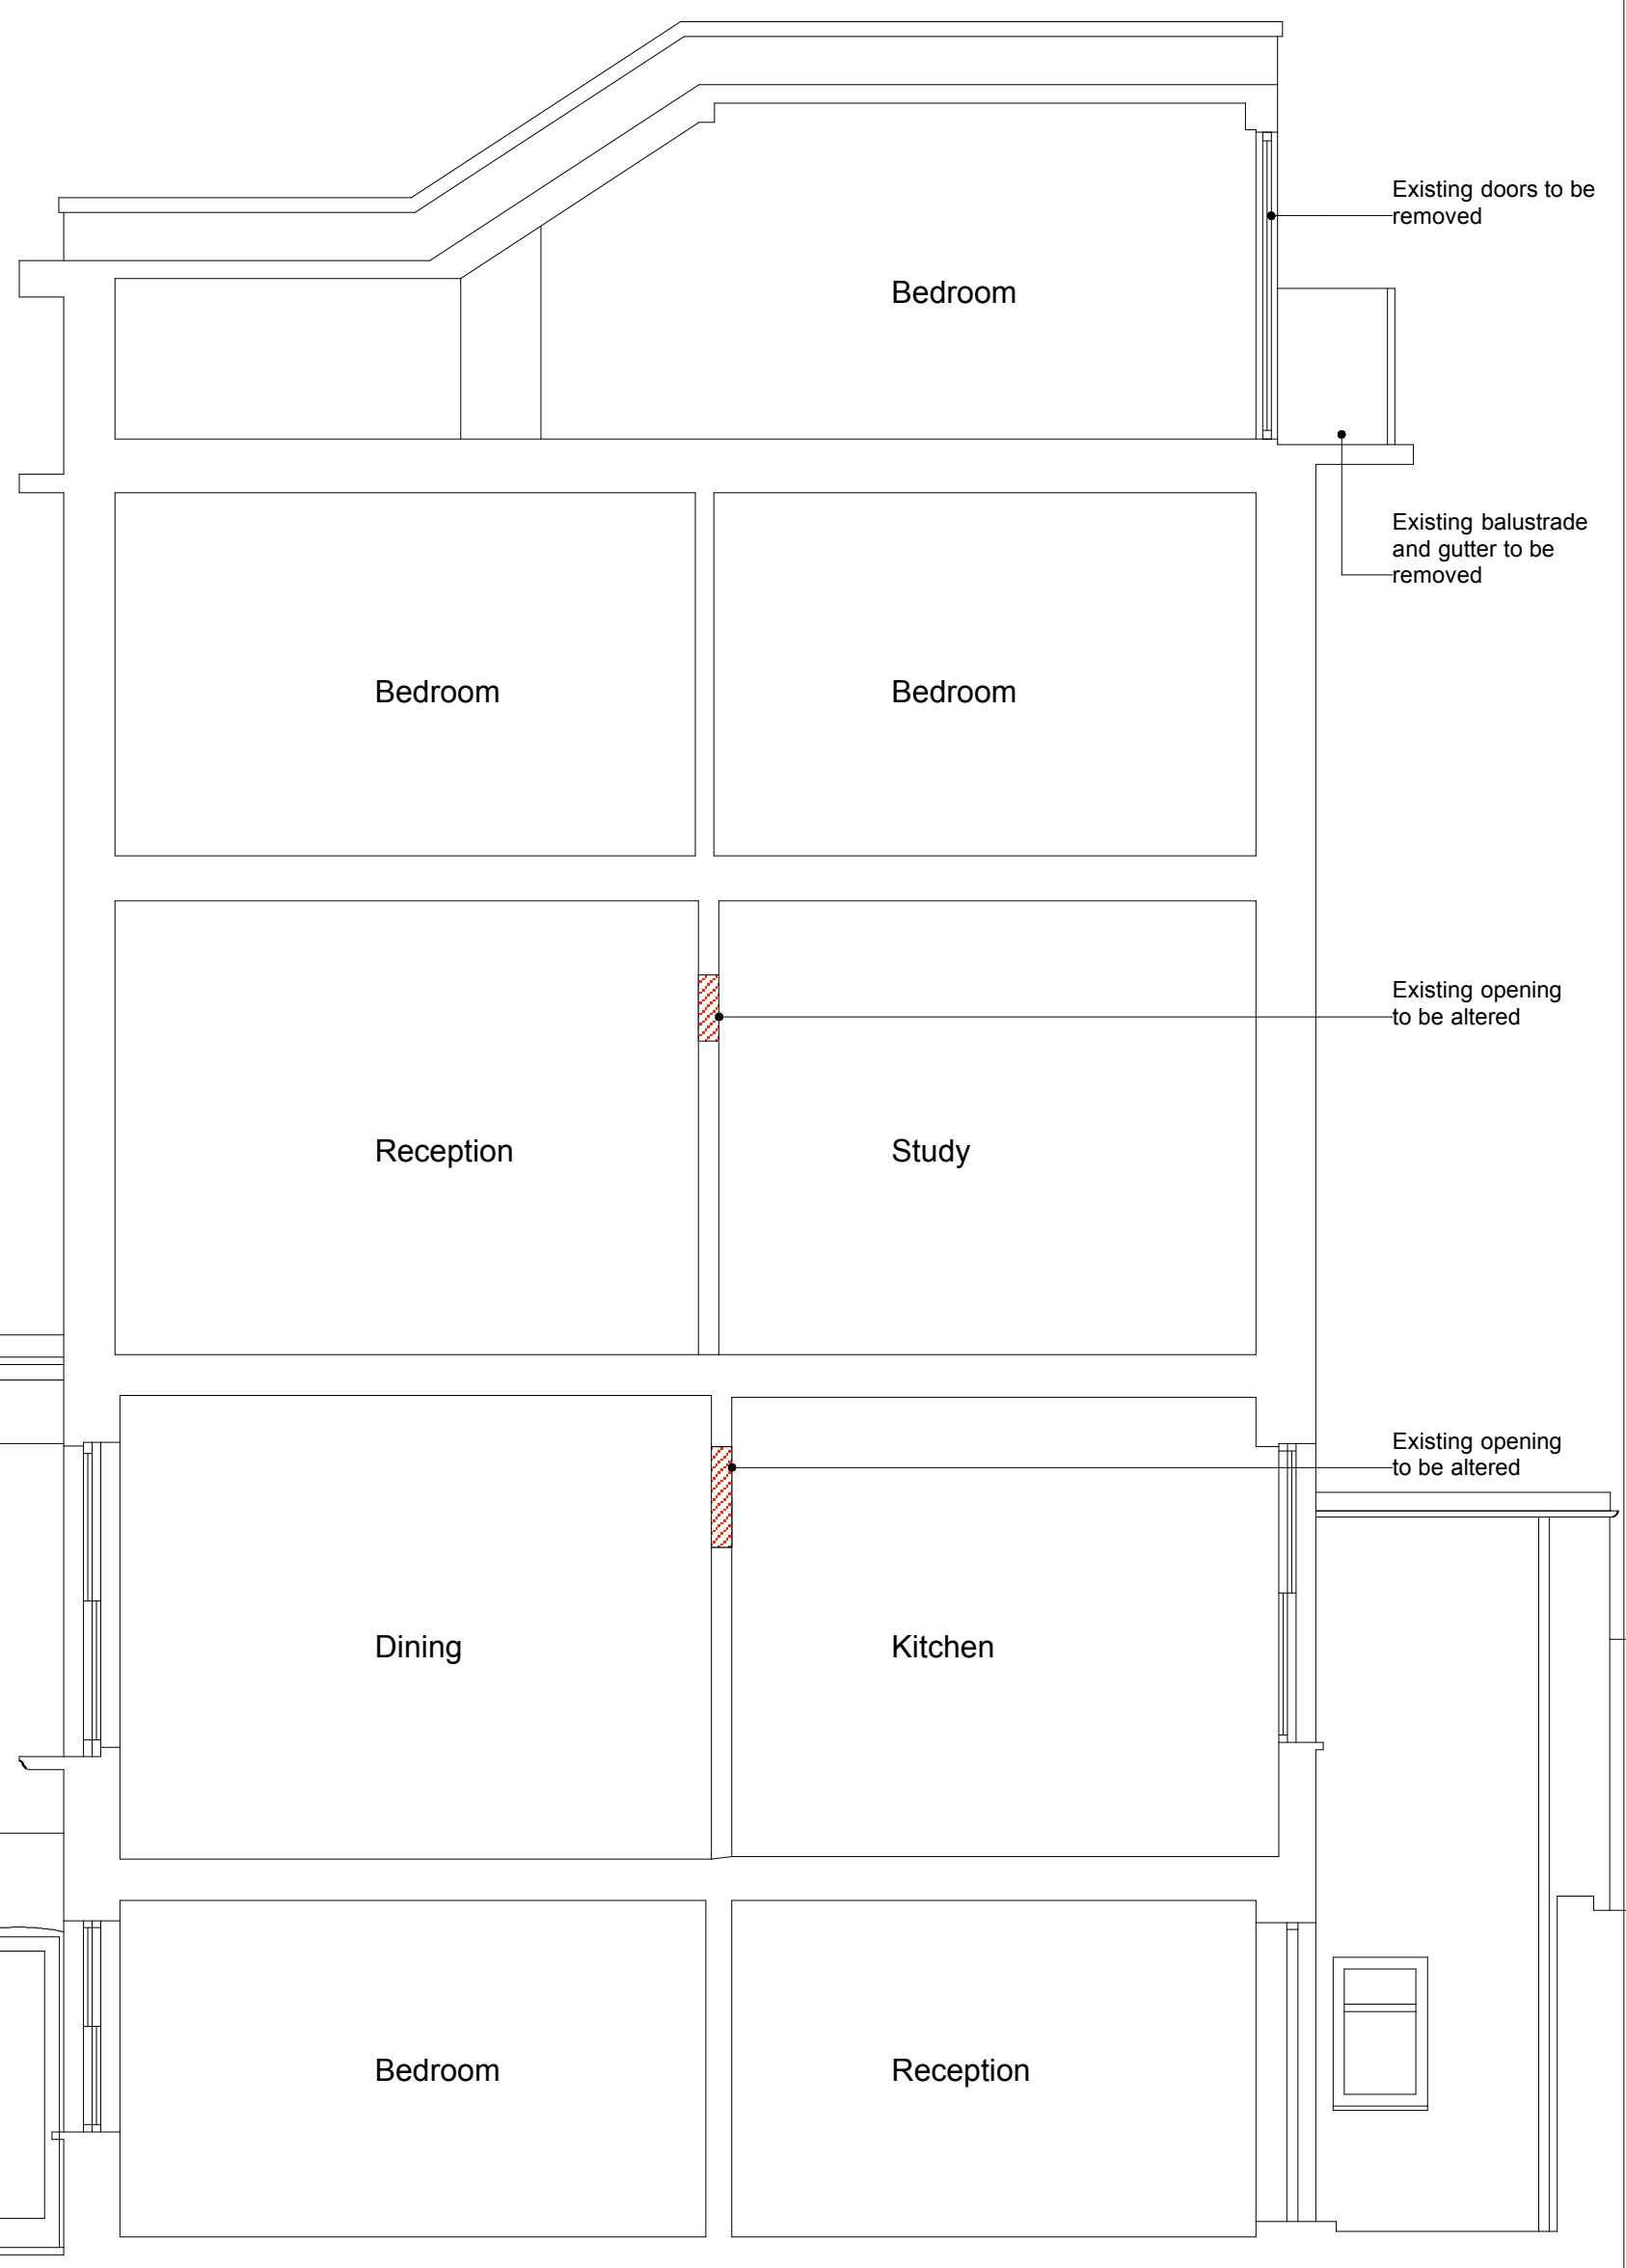 Existing doors to be
removed
Bedroom
Existing balustrade
and gutter to be
removed
Bedroom
Bedroom
Existing opening
to be altered
Reception
Study
Existing opening
to be altered
Dining
Kitchen
Bedroom
Reception